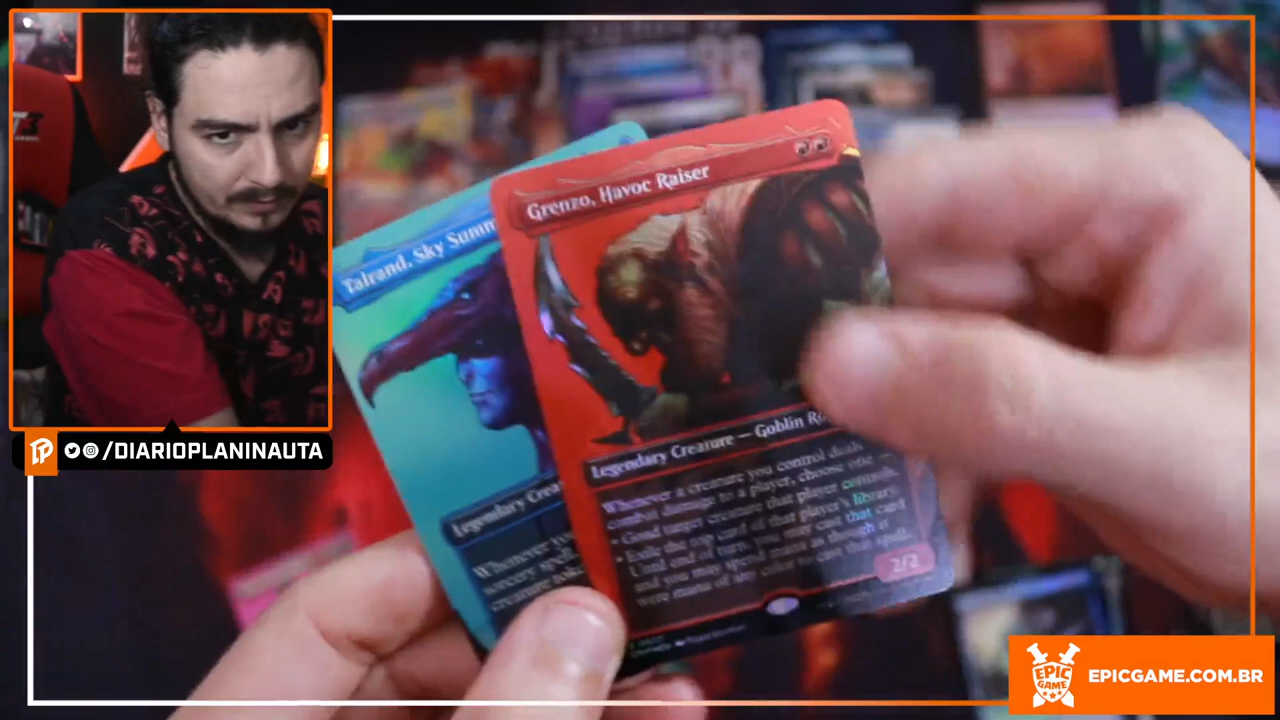 Grenzo, Havoc Raiser
Talrand, Sky Summ
Legendary Creature — Goblin Ro
Whenever a creature you control deals
combat damage to a player, choose one —
• Goad target creature that player controls.
• Exile the top card of that player's library.
Until end of turn, you may cast that card
and you may spend mana as though it
were mana of any color to cast that spell.
2/2
Legendary Crea
Whenever you
sorcery spell,
creature token
/DIARIOPLANINAUTA
EPIC
GAME
EPICGAME.COM.BR